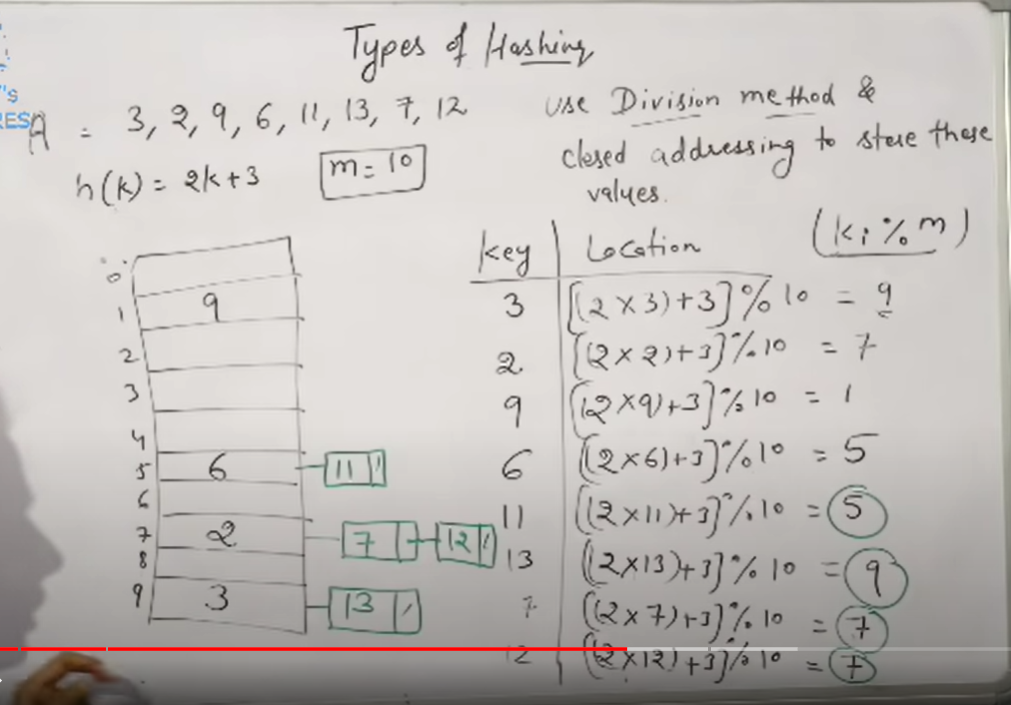 Types of Hashing
's
RES
A = 3, 2, 9, 6, 11, 13, 7, 12
h(k) = 2k+3 m = 10
use Division method &
closed addressing to store these
values.
(ki % m)
key Location
3 [(2×3)+3]%10 = 9
2 [(2×2)+3]%10 = 7
9 [(2×9)+3]%10 = 1
6 [(2×6)+3]%10 = 5
11 [(2×11)+3]%10 = 5
13 [(2×13)+3]%10 = 9
7 [(2×7)+3]%10 = 7
12 [(2×12)+3]%10 = 7
0
1 9
2
3
4
5 6 11
6
7 2 7 12
8
9 3 13